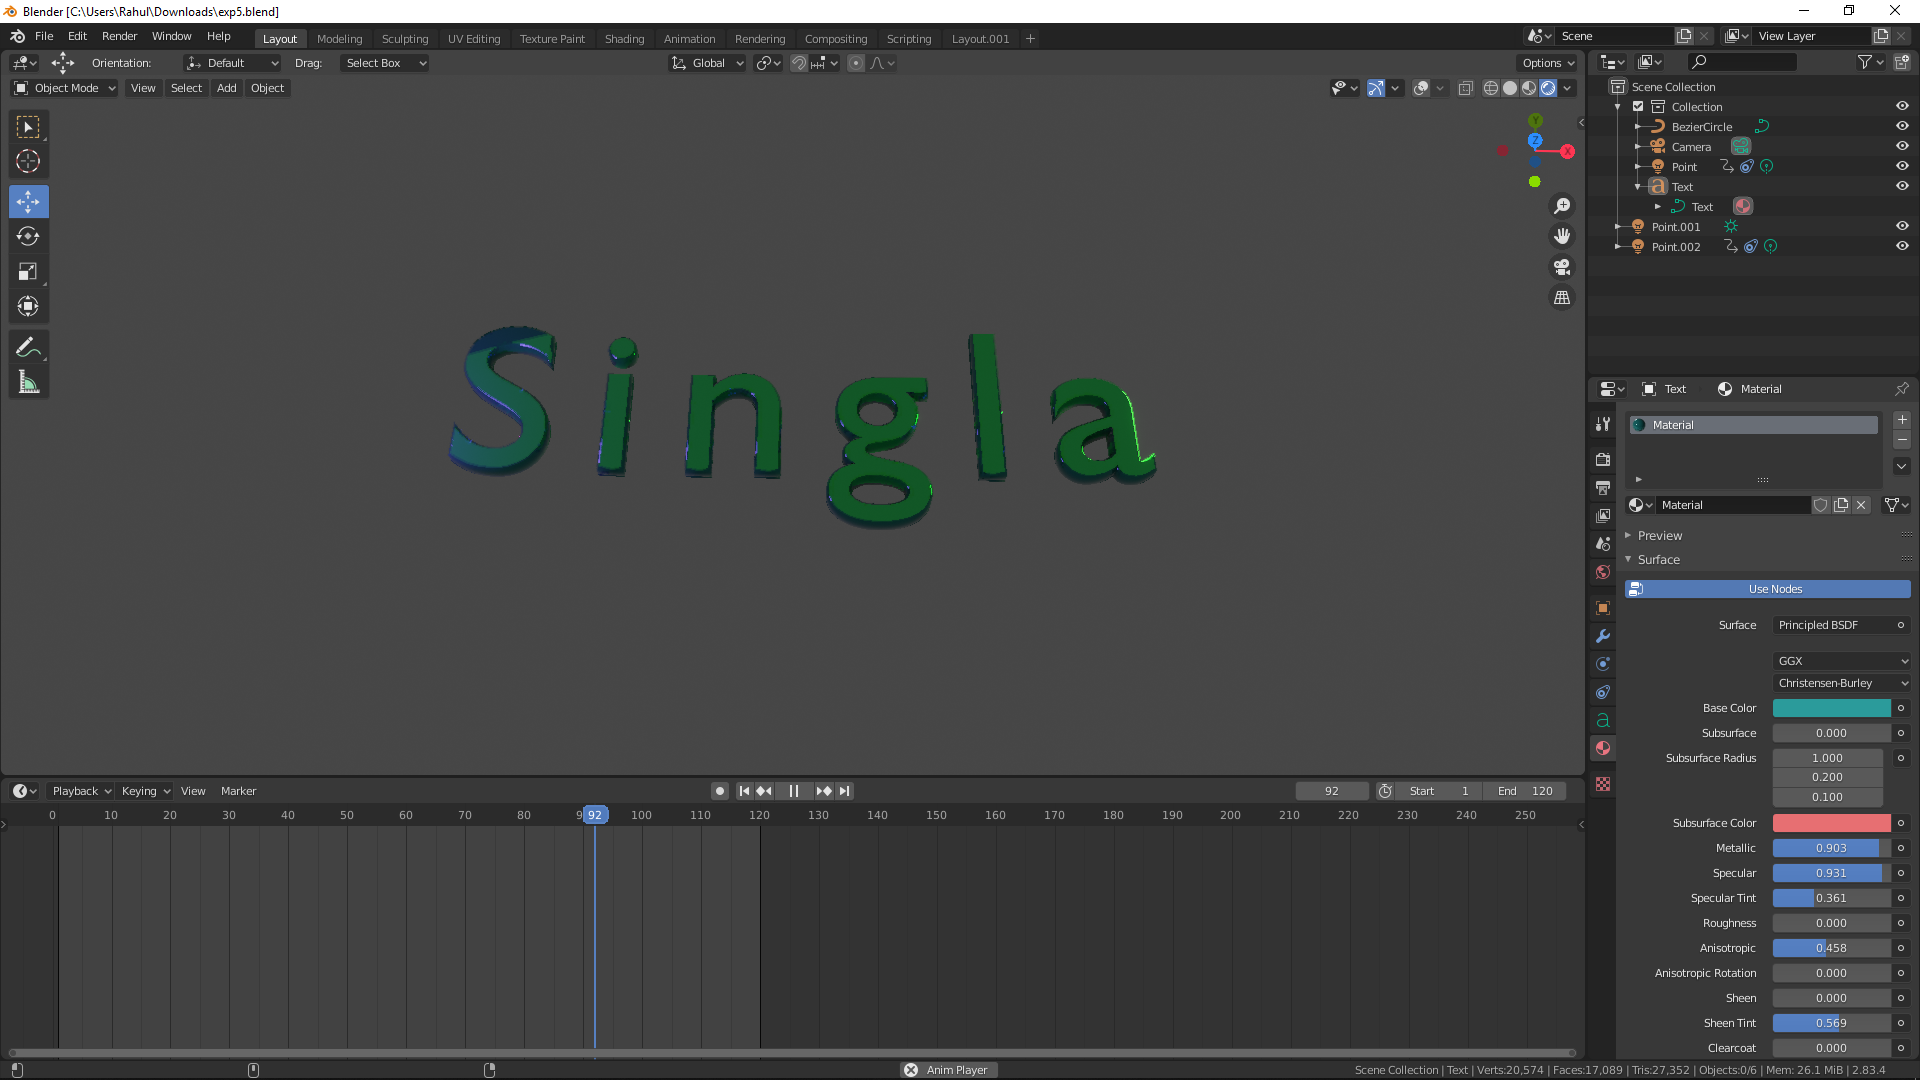 Blender [C:\Users\Rahul\Downloads\exp5.blend]
File Edit Render Window Help Layout Modeling Sculpting UV Editing Texture Paint Shading Animation Rendering Compositing Scripting Layout.001 + Scene View Layer
Orientation: Default Drag: Select Box Global Options
Object Mode View Select Add Object
Y
Z
X
Singla
Scene Collection
Collection
BezierCircle
Camera
Point
Text
Text
Point.001
Point.002
Text Material
Material
Material
Preview
Surface
Use Nodes
Surface Principled BSDF
GGX
Christensen-Burley
Base Color
Subsurface 0.000
Subsurface Radius 1.000
0.200
0.100
Subsurface Color
Metallic 0.903
Specular 0.931
Specular Tint 0.361
Roughness 0.000
Anisotropic 0.458
Anisotropic Rotation 0.000
Sheen 0.000
Sheen Tint 0.569
Clearcoat 0.000
Playback Keying View Marker 92 Start 1 End 120
0 10 20 30 40 50 60 70 80 9 92 100 110 120 130 140 150 160 170 180 190 200 210 220 230 240 250
Anim Player
Scene Collection | Text | Verts:20,574 | Faces:17,089 | Tris:27,352 | Objects:0/6 | Mem: 26.1 MiB | 2.83.4